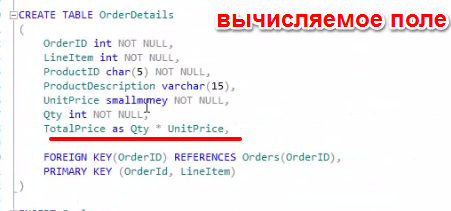 вычисляемое поле
CREATE TABLE OrderDetails
(
OrderID int NOT NULL,
LineItem int NOT NULL,
ProductID char(5) NOT NULL,
ProductDescription varchar(15),
UnitPrice smallmoney NOT NULL,
Qty int NOT NULL,
TotalPrice as Qty * UnitPrice,
FOREIGN KEY(OrderID) REFERENCES Orders(OrderID),
PRIMARY KEY (OrderId, LineItem)
)